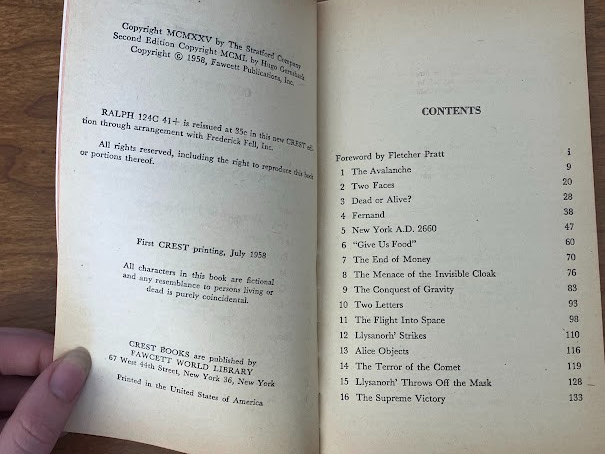 Copyright MCMXXV by The Stratford Company
Second Edition Copyright MCML by Hugo Gernsback
Copyright © 1958, Fawcett Publications, Inc.
RALPH 124C 41+ is reissued at 35c in this new CREST edi-
tion through arrangement with Frederick Fell, Inc.
All rights reserved, including the right to reproduce this book
or portions thereof.
First CREST printing, July 1958
All characters in this book are fictional
and any resemblance to persons living or
dead is purely coincidental.
CREST BOOKS are published by
FAWCETT WORLD LIBRARY
67 West 44th Street, New York 36, New York
Printed in the United States of America
CONTENTS
Foreword by Fletcher Pratt i
1 The Avalanche 9
2 Two Faces 20
3 Dead or Alive? 28
4 Fernand 38
5 New York A.D. 2660 47
6 "Give Us Food" 60
7 The End of Money 70
8 The Menace of the Invisible Cloak 76
9 The Conquest of Gravity 83
10 Two Letters 93
11 The Flight Into Space 98
12 Llysanorh' Strikes 110
13 Alice Objects 116
14 The Terror of the Comet 119
15 Llysanorh' Throws Off the Mask 128
16 The Supreme Victory 133